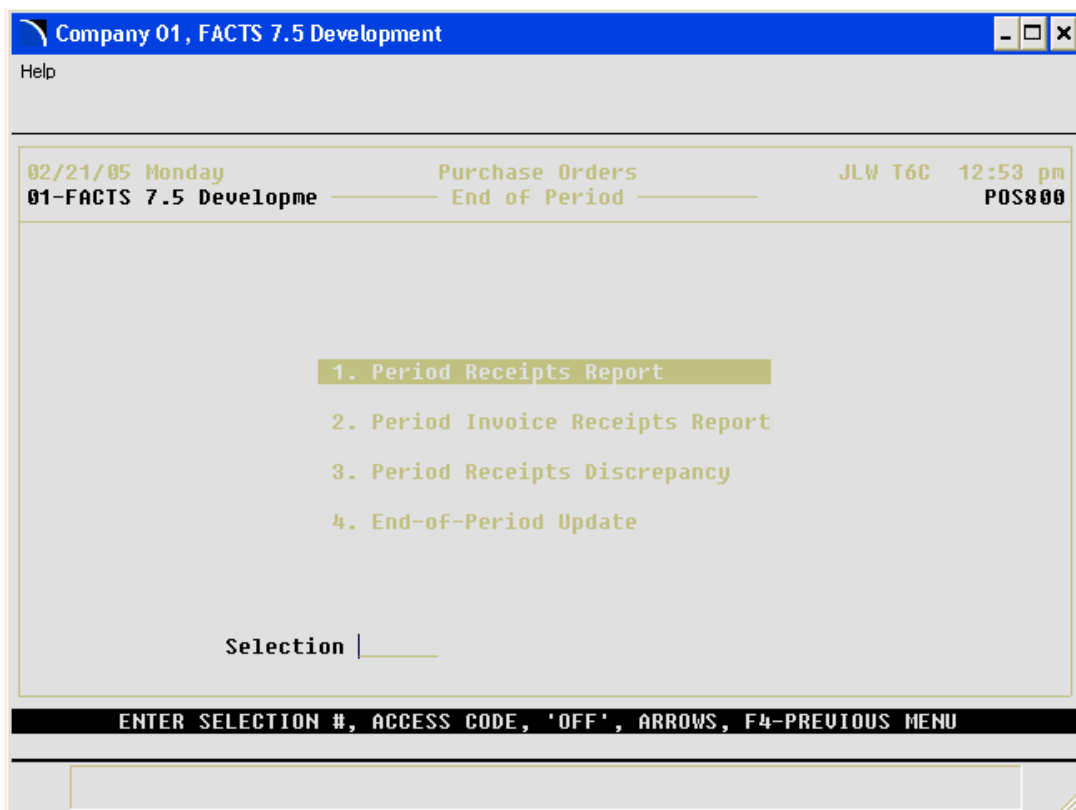 Company 01, FACTS 7.5 Development
Help
02/21/05 Monday Purchase Orders JLW T6C 12:53 pm
01-FACTS 7.5 Developme End of Period POS800
1. Period Receipts Report
2. Period Invoice Receipts Report
3. Period Receipts Discrepancy
4. End-of-Period Update
Selection
ENTER SELECTION #, ACCESS CODE, 'OFF', ARROWS, F4-PREVIOUS MENU